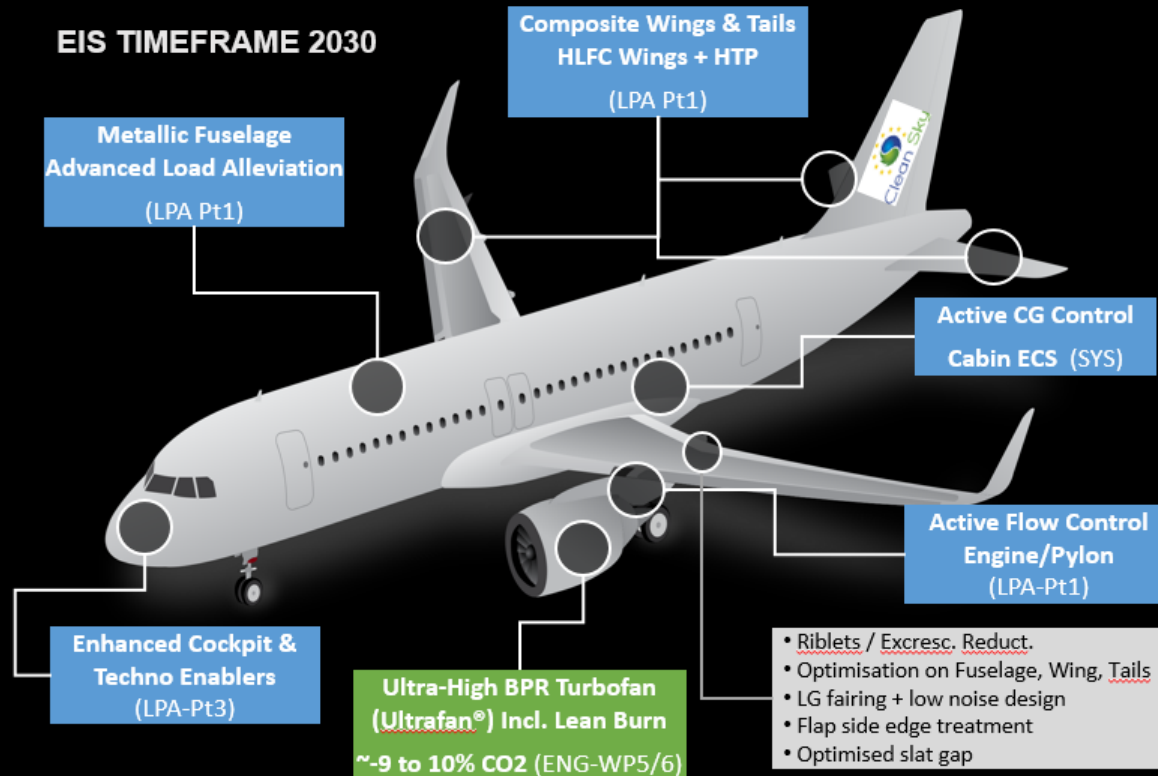 EIS TIMEFRAME 2030
Composite Wings & Tails
HLFC Wings + HTP
(LPA Pt1)
Metallic Fuselage
Advanced Load Alleviation
(LPA Pt1)
Clean Sky
Active CG Control
Cabin ECS (SYS)
Active Flow Control
Engine/Pylon
(LPA-Pt1)
Enhanced Cockpit &
Techno Enablers
(LPA-Pt3)
Ultra-High BPR Turbofan
(Ultrafan®) Incl. Lean Burn
~-9 to 10% CO2 (ENG-WP5/6)
• Riblets / Excresc. Reduct.
• Optimisation on Fuselage, Wing, Tails
• LG fairing + low noise design
• Flap side edge treatment
• Optimised slat gap